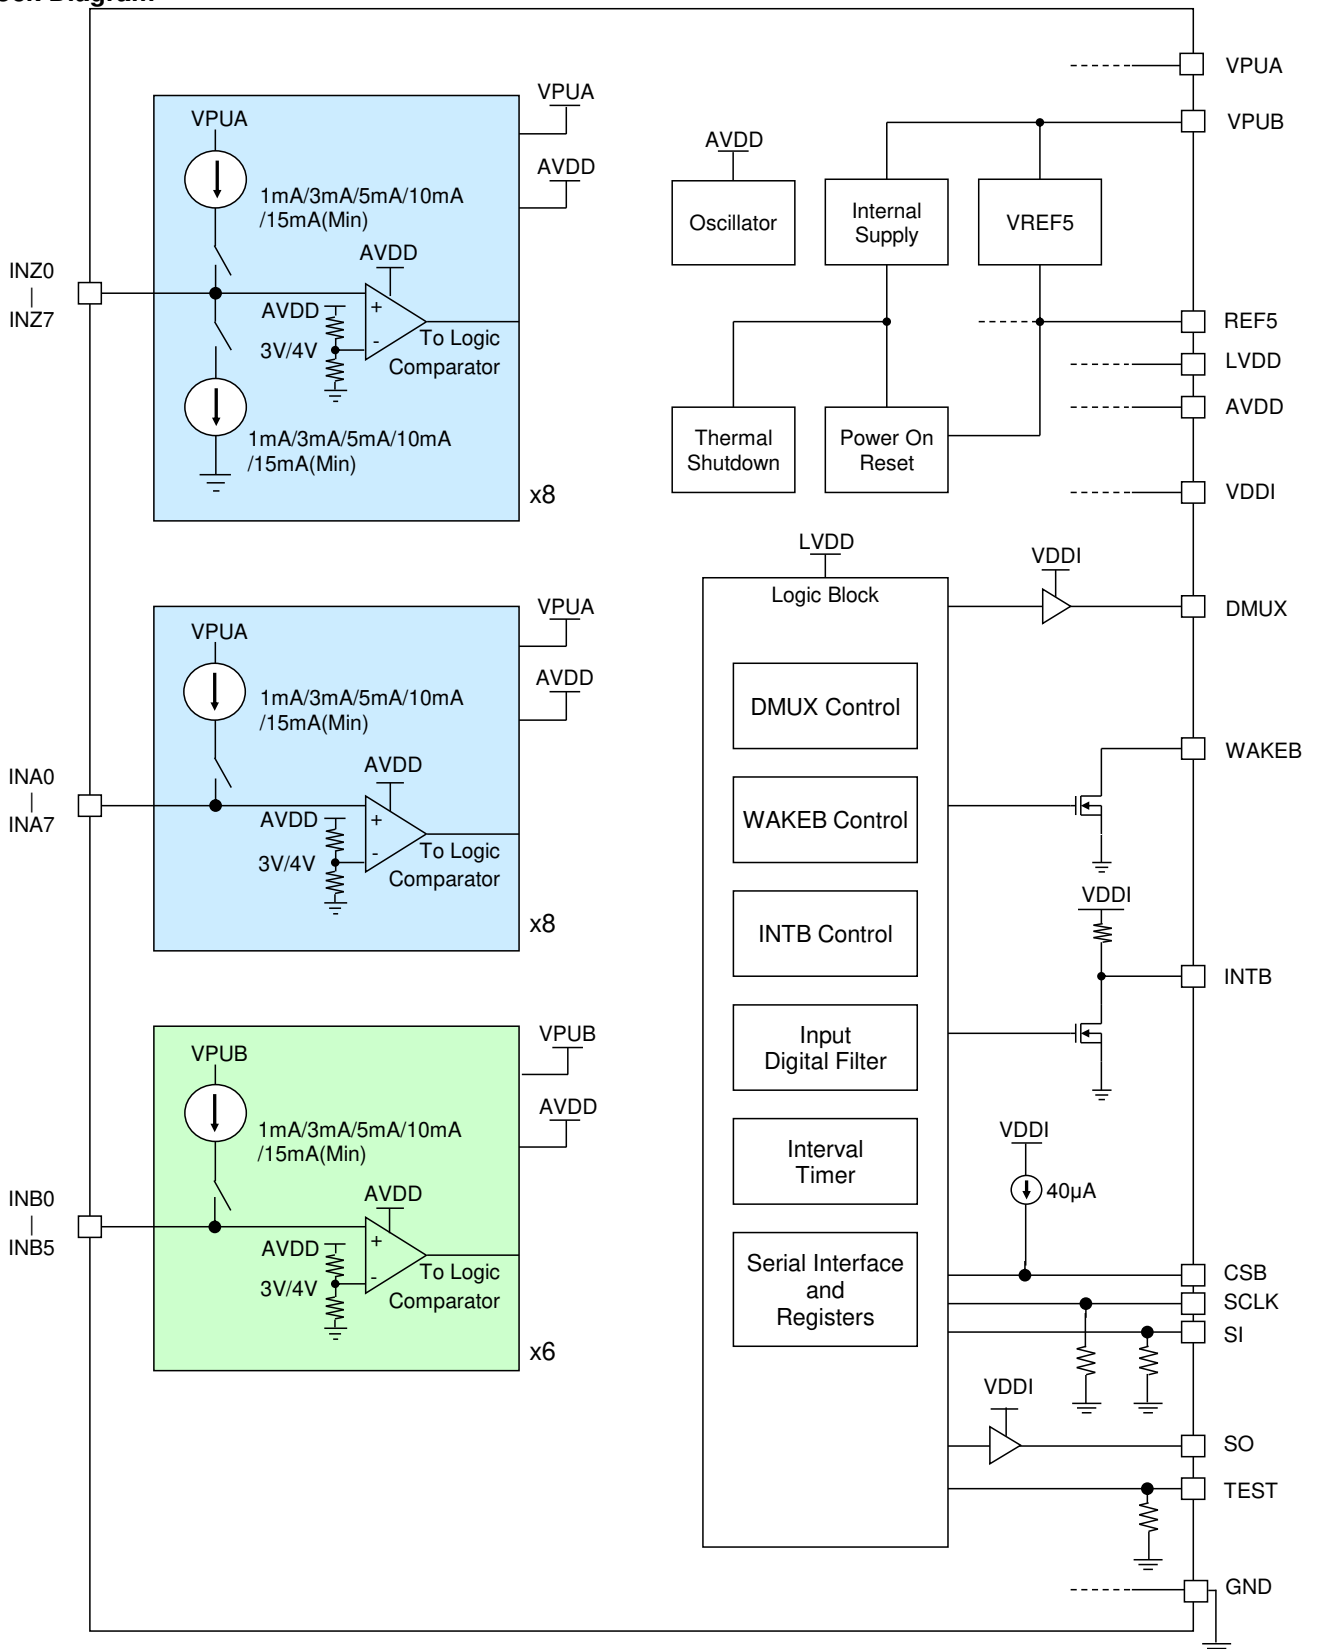 VPUA
1mA/3mA/5mA/10mA
/15mA(Min)
AVDD
AVDD
+
3V/4V
-
To Logic
Comparator
1mA/3mA/5mA/10mA
/15mA(Min)
x8
VPUA
AVDD
INZ0
INZ7
VPUA
1mA/3mA/5mA/10mA
/15mA(Min)
AVDD
AVDD
+
3V/4V
-
To Logic
Comparator
x8
VPUA
AVDD
INA0
INA7
VPUB
1mA/3mA/5mA/10mA
/15mA(Min)
AVDD
AVDD
+
3V/4V
-
To Logic
Comparator
x6
VPUB
AVDD
INB0
INB5
AVDD
Oscillator
Internal
Supply
VREF5
Thermal
Shutdown
Power On
Reset
LVDD
Logic Block
DMUX Control
WAKEB Control
INTB Control
Input
Digital Filter
Interval
Timer
Serial Interface
and
Registers
VDDI
VDDI
VDDI
40µA
VDDI
VPUA
VPUB
REF5
LVDD
AVDD
VDDI
DMUX
WAKEB
INTB
CSB
SCLK
SI
SO
TEST
GND